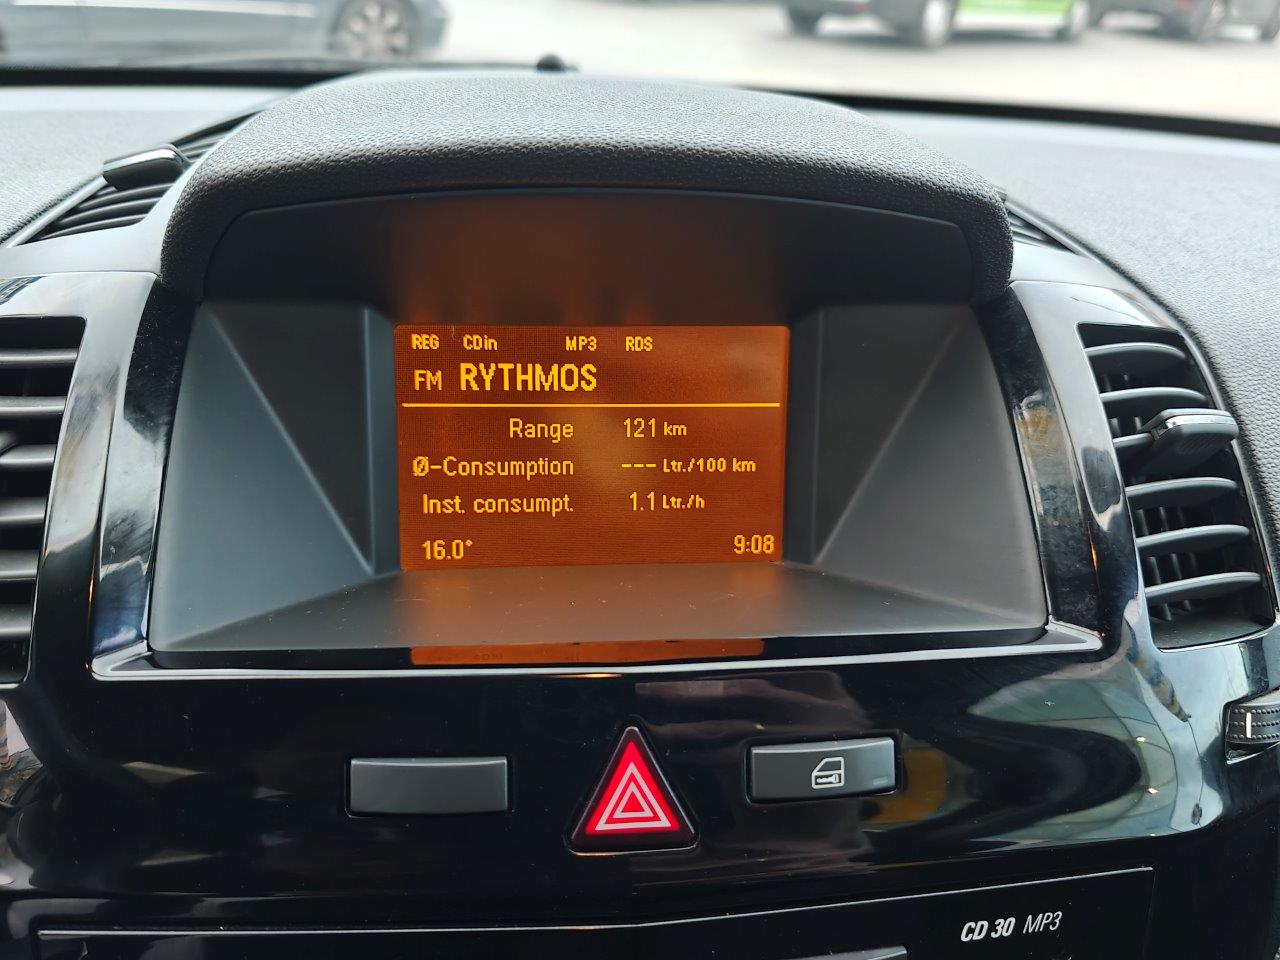 REG CDin MP3 RDS
FM RYTHMOS
Range 121 km
Ø-Consumption --- Ltr./100 km
Inst. consumpt. 1.1 Ltr./h
16.0° 9:08
CD 30 MP3